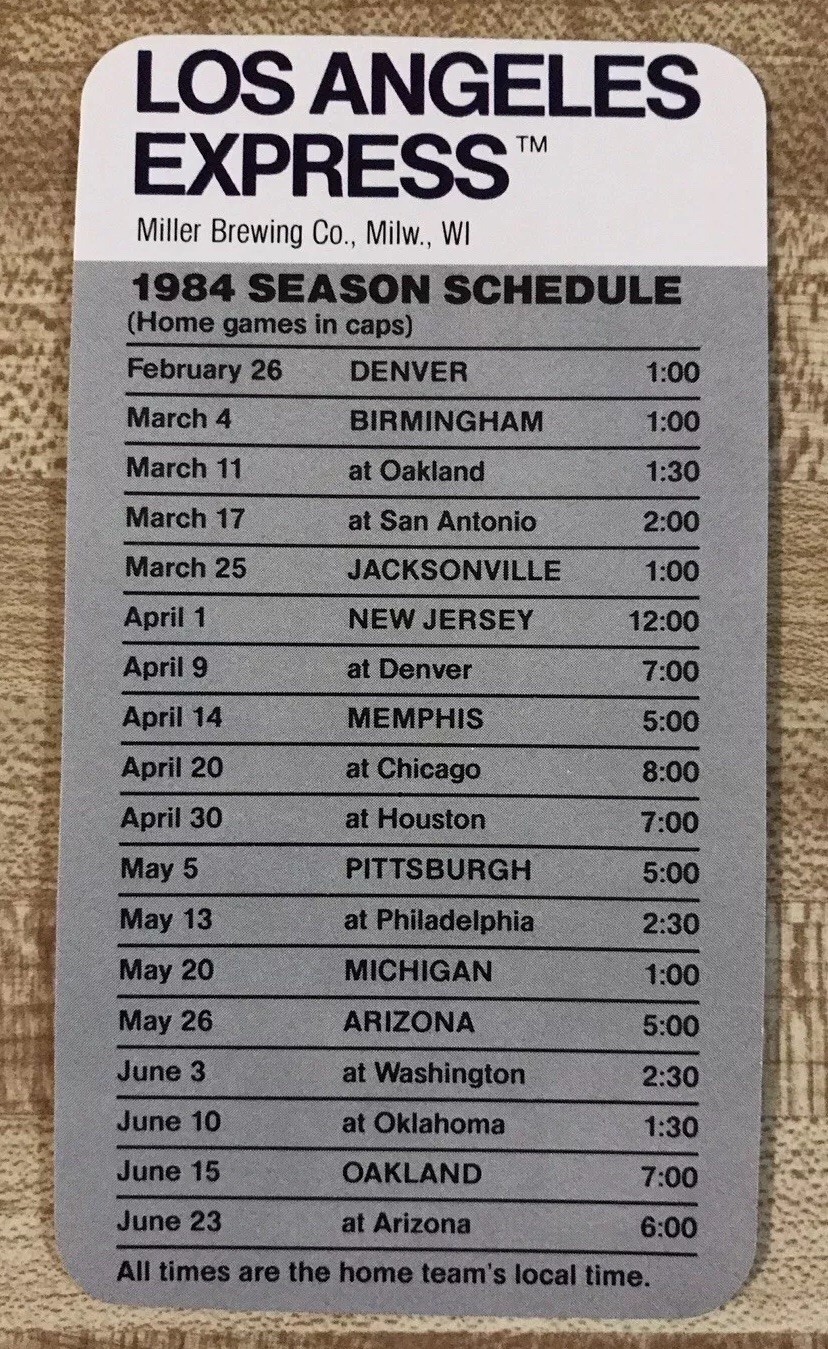 LOS ANGELES
EXPRESS™
Miller Brewing Co., Milw., WI
1984 SEASON SCHEDULE
(Home games in caps)
February 26 DENVER 1:00
March 4 BIRMINGHAM 1:00
March 11 at Oakland 1:30
March 17 at San Antonio 2:00
March 25 JACKSONVILLE 1:00
April 1 NEW JERSEY 12:00
April 9 at Denver 7:00
April 14 MEMPHIS 5:00
April 20 at Chicago 8:00
April 30 at Houston 7:00
May 5 PITTSBURGH 5:00
May 13 at Philadelphia 2:30
May 20 MICHIGAN 1:00
May 26 ARIZONA 5:00
June 3 at Washington 2:30
June 10 at Oklahoma 1:30
June 15 OAKLAND 7:00
June 23 at Arizona 6:00
All times are the home team's local time.